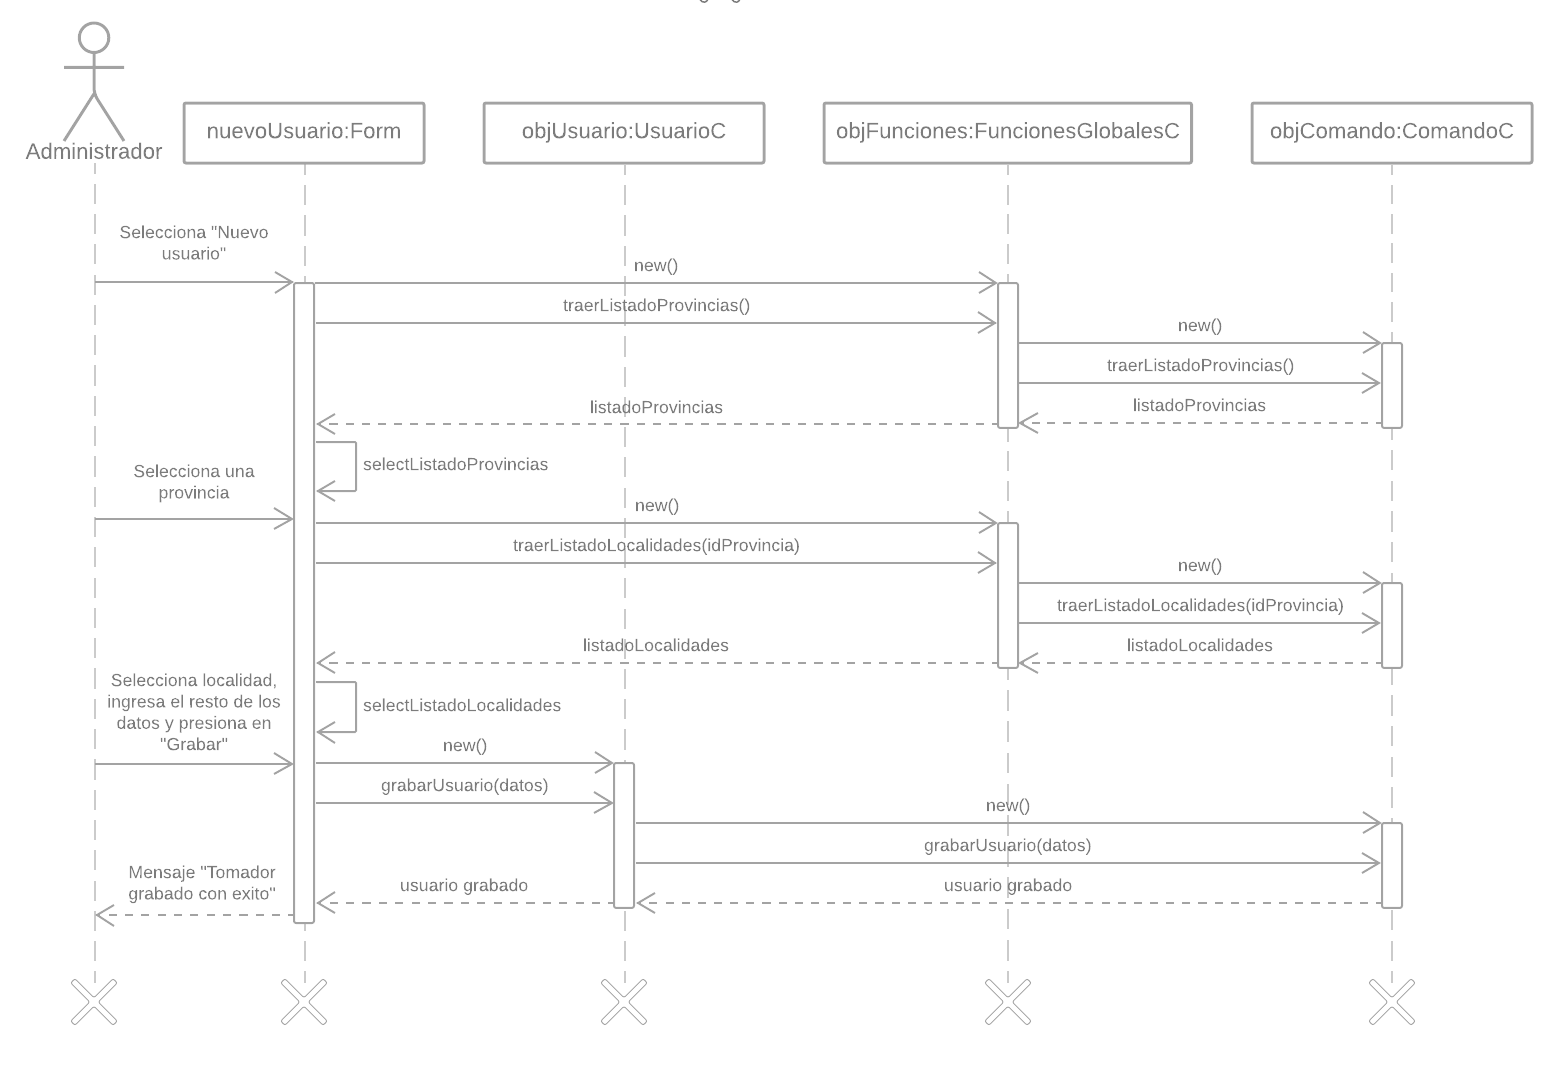 Administrador
nuevoUsuario:Form
objUsuario:UsuarioC
objFunciones:FuncionesGlobalesC
objComando:ComandoC
Selecciona "Nuevo
usuario"
new()
traerListadoProvincias()
new()
traerListadoProvincias()
listadoProvincias
listadoProvincias
selectListadoProvincias
Selecciona una
provincia
new()
traerListadoLocalidades(idProvincia)
new()
traerListadoLocalidades(idProvincia)
listadoLocalidades
listadoLocalidades
Selecciona localidad,
ingresa el resto de los
datos y presiona en
"Grabar"
selectListadoLocalidades
new()
grabarUsuario(datos)
new()
grabarUsuario(datos)
Mensaje "Tomador
grabado con exito"
usuario grabado
usuario grabado